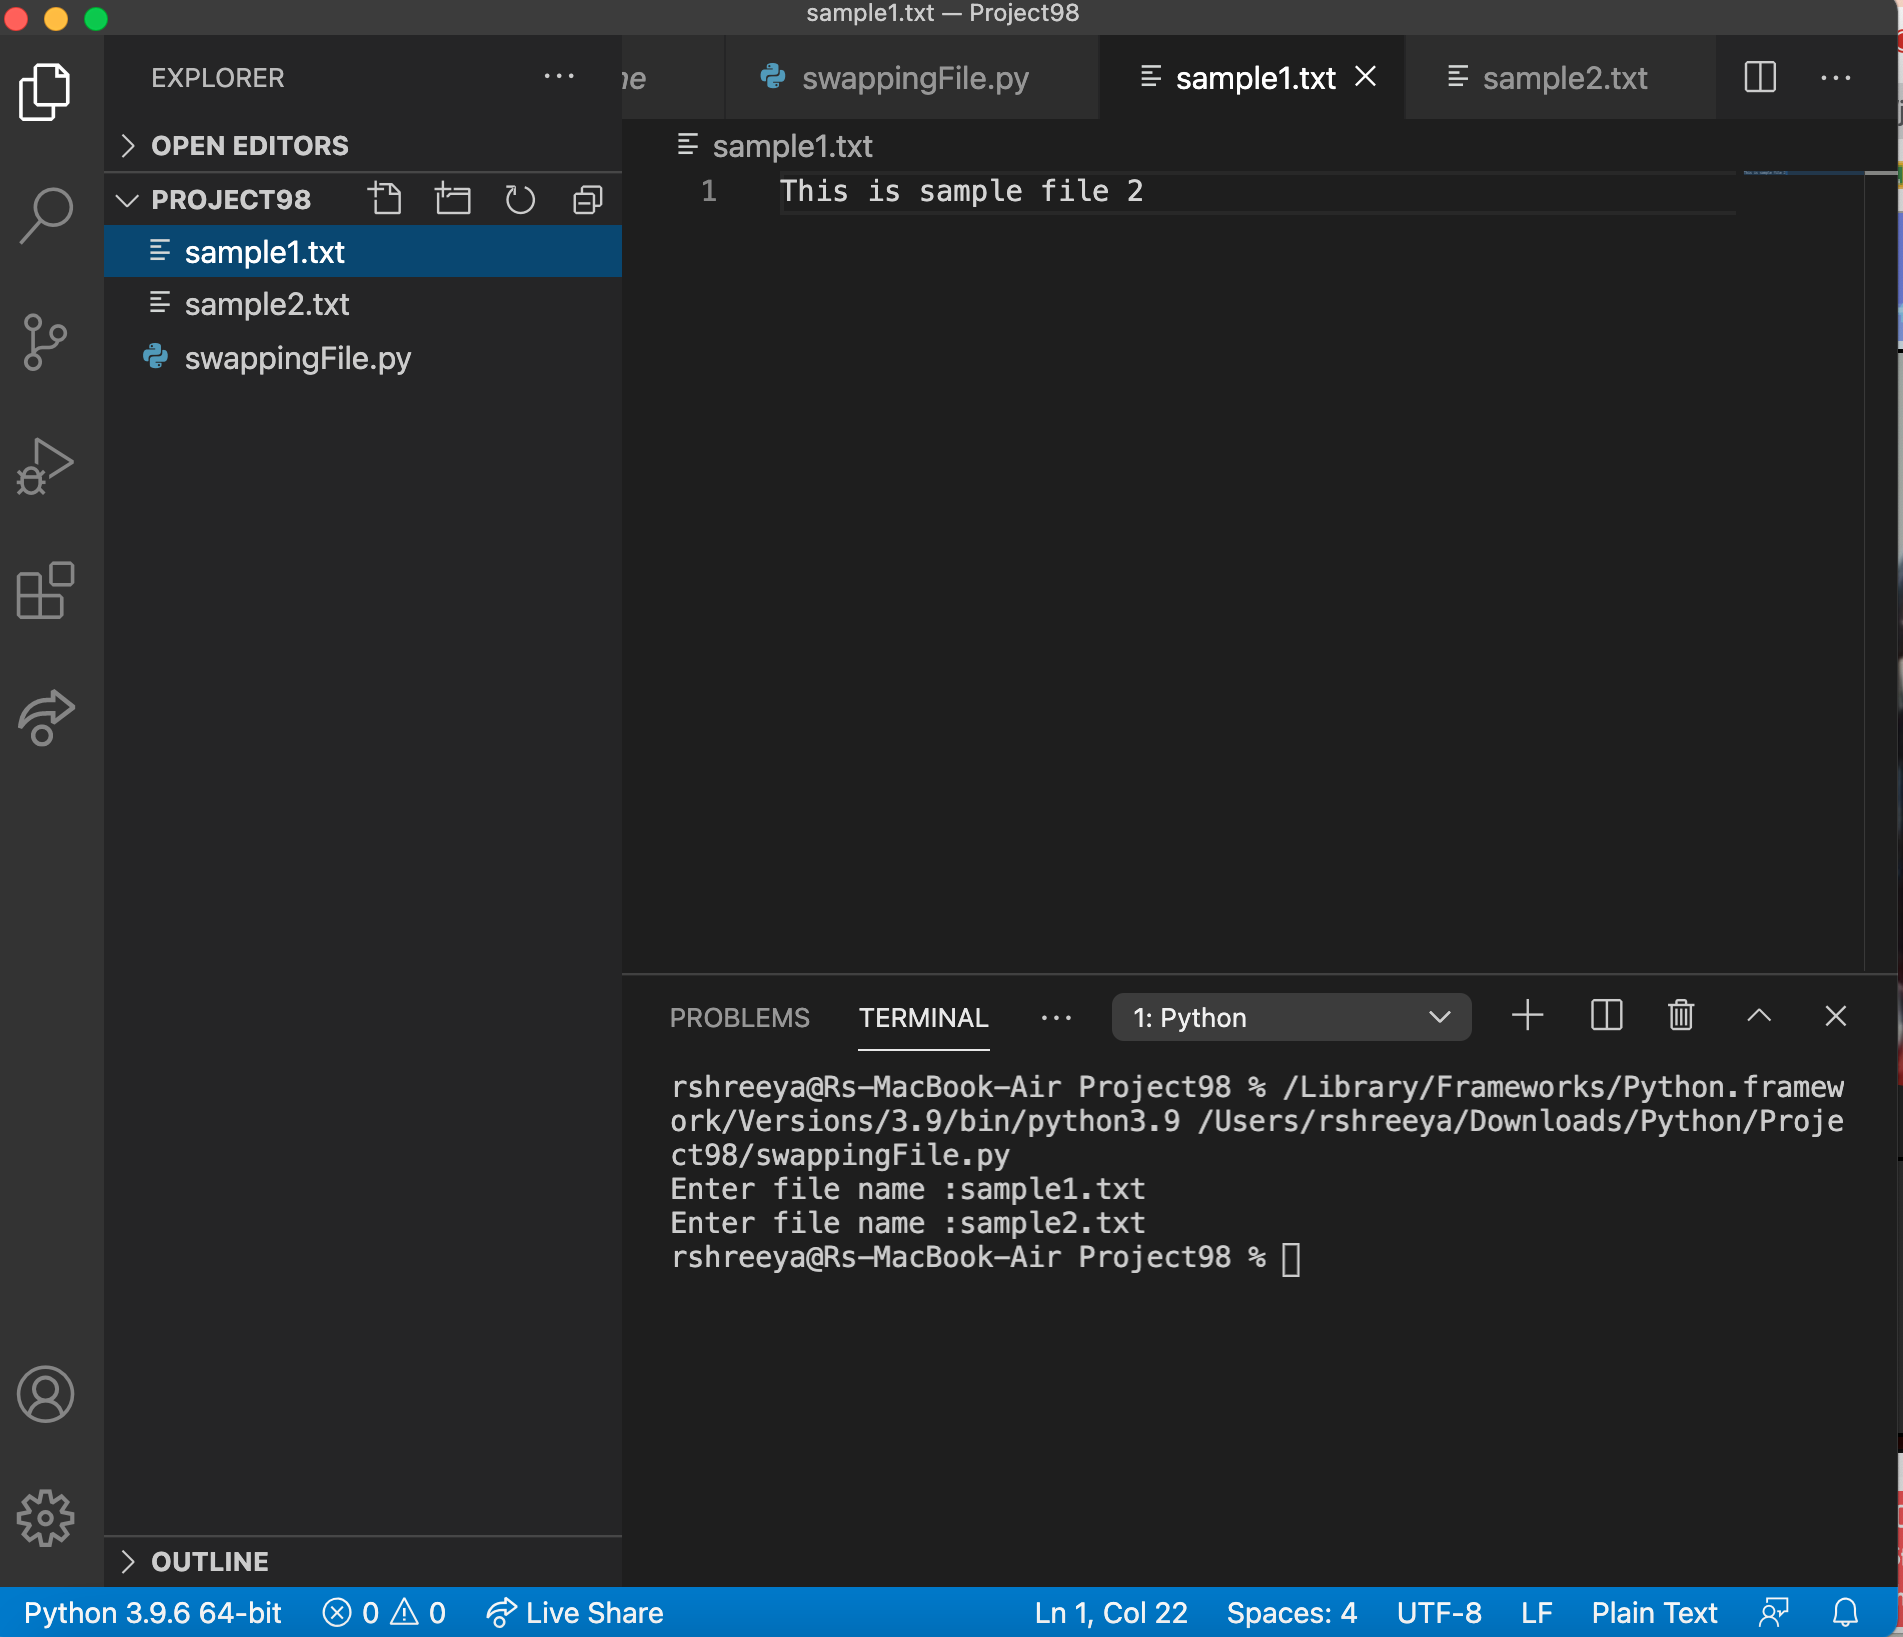 sample1.txt — Project98
EXPLORER
swappingFile.py
sample1.txt
sample2.txt
OPEN EDITORS
PROJECT98
sample1.txt
sample2.txt
swappingFile.py
sample1.txt
1 This is sample file 2
PROBLEMS TERMINAL 1: Python
rshreeya@Rs-MacBook-Air Project98 % /Library/Frameworks/Python.framew
ork/Versions/3.9/bin/python3.9 /Users/rshreeya/Downloads/Python/Proje
ct98/swappingFile.py
Enter file name :sample1.txt
Enter file name :sample2.txt
rshreeya@Rs-MacBook-Air Project98 %
OUTLINE
Python 3.9.6 64-bit 0 0 Live Share Ln 1, Col 22 Spaces: 4 UTF-8 LF Plain Text